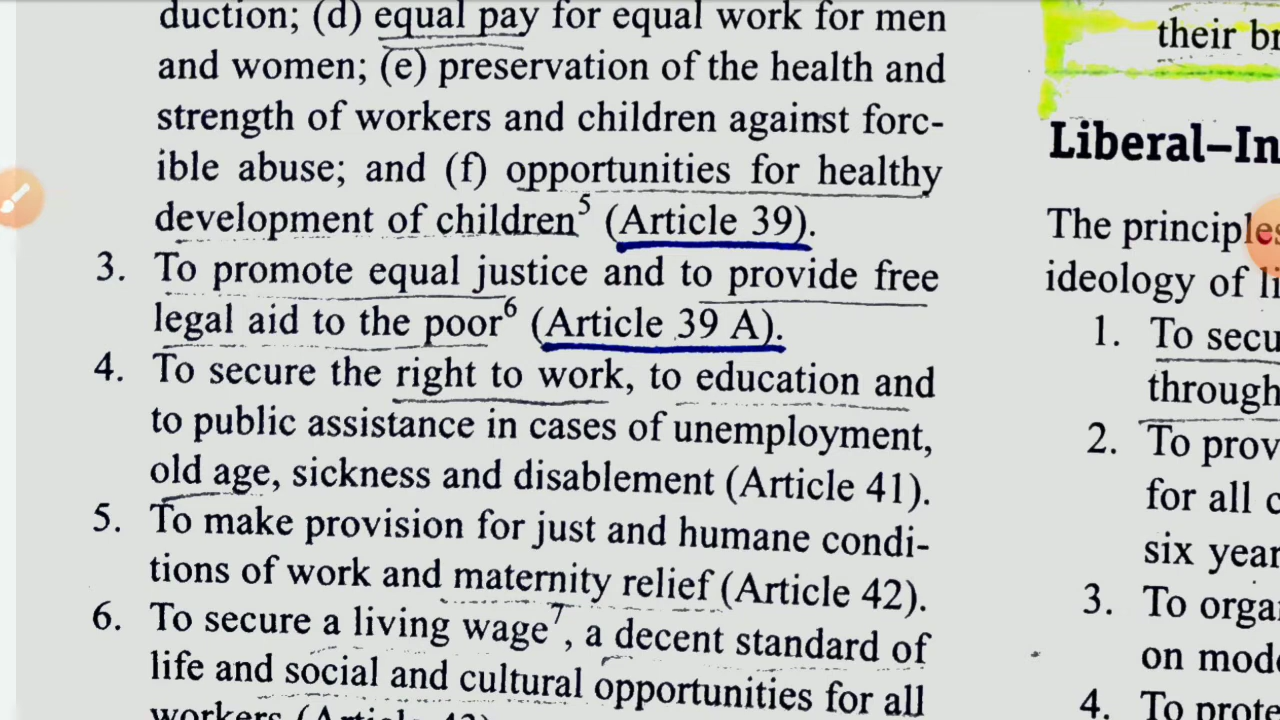 duction; (d) equal pay for equal work for men
and women; (e) preservation of the health and
strength of workers and children against forc-
ible abuse; and (f) opportunities for healthy
development of children5 (Article 39).
3. To promote equal justice and to provide free
legal aid to the poor6 (Article 39 A).
4. To secure the right to work, to education and
to public assistance in cases of unemployment,
old age, sickness and disablement (Article 41).
5. To make provision for just and humane condi-
tions of work and maternity relief (Article 42).
6. To secure a living wage7, a decent standard of
life and social and cultural opportunities for all
workers (Article 43)
their
Liberal–In
The principles
ideology of
1. To secu
through
2. To prov
for all
six year
3. To orga
on mod
4. To prote